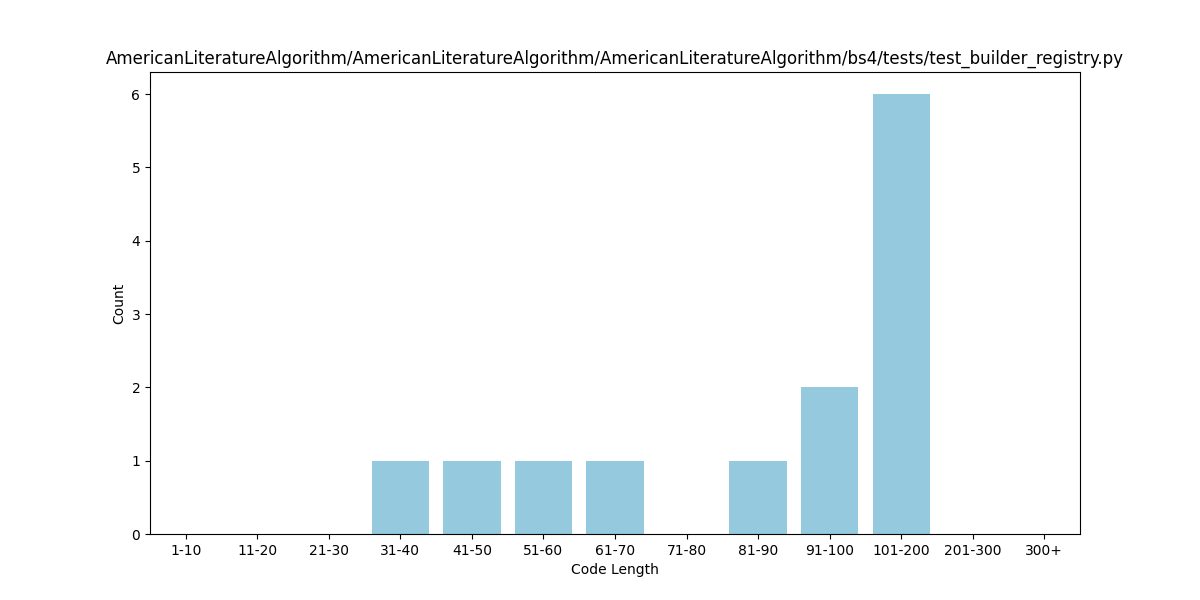 AmericanLiteratureAlgorithm/AmericanLiteratureAlgorithm/AmericanLiteratureAlgorithm/bs4/tests/test_builder_registry.py
6
5
4
3
2
1
0
Count
1-10 11-20 21-30 31-40 41-50 51-60 61-70 71-80 81-90 91-100 101-200 201-300 300+
Code Length